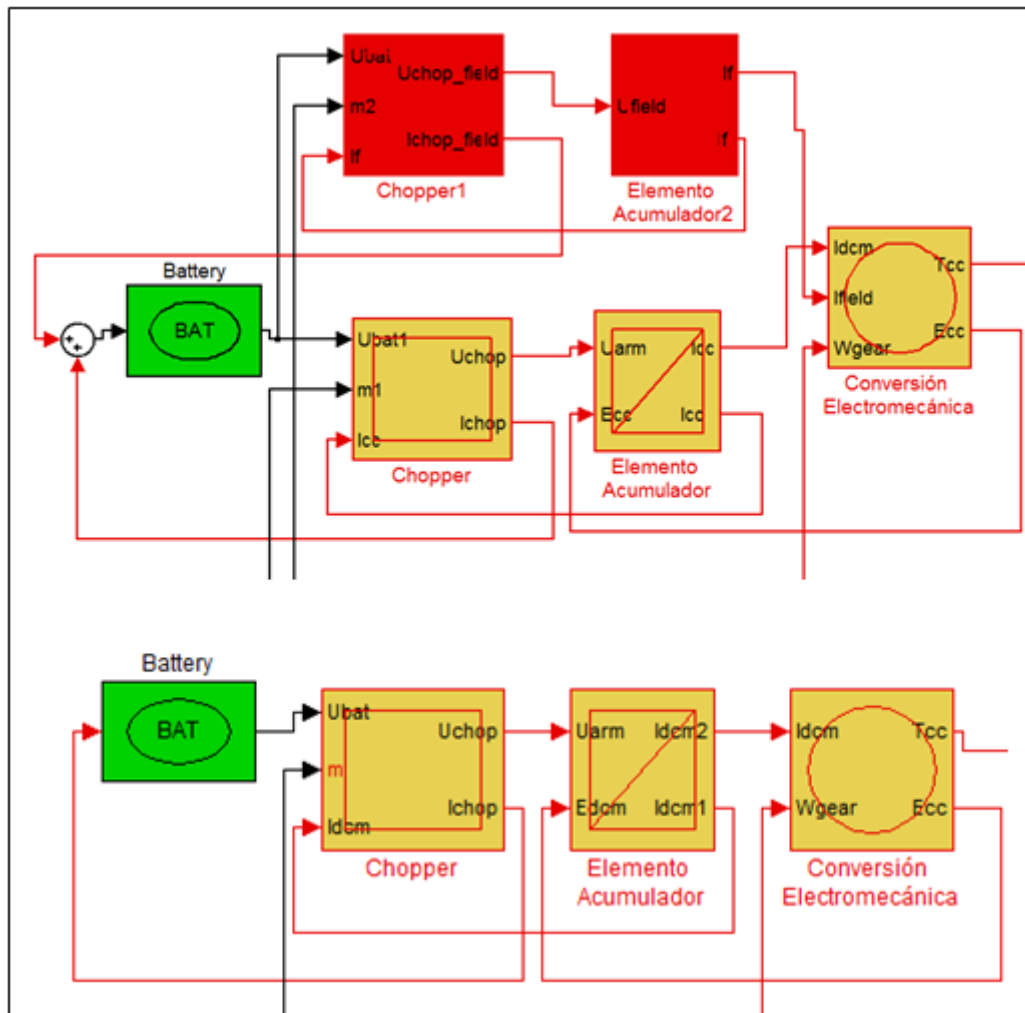 Ubat
Uchop_field
m2
Ichop_field
If
Chopper1
If
Ufield
If
Elemento
Acumulador2
Battery
BAT
Ubat1
Uchop
m1
Ichop
Icc
Chopper
Uarm
Icc
Ecc
Icc
Elemento
Acumulador
Idcm
Tcc
Ifield
Ecc
Wgear
Conversión
Electromecánica
Battery
BAT
Ubat
Uchop
m
Ichop
Idcm
Chopper
Uarm
Idcm2
Edcm
Idcm1
Elemento
Acumulador
Idcm
Tcc
Wgear
Ecc
Conversión
Electromecánica